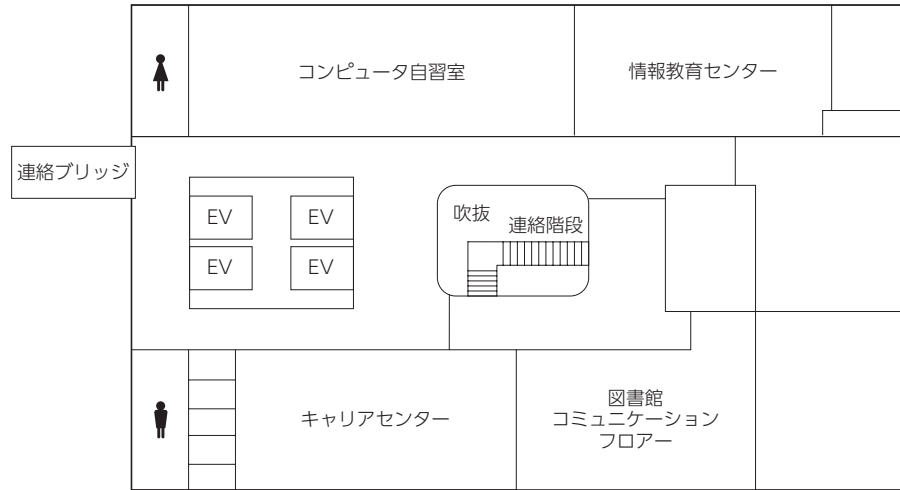 コンピュータ自習室
情報教育センター
連絡ブリッジ
EV
EV
EV
EV
吹抜
連絡階段
キャリアセンター
図書館
コミュニケーション
フロアー